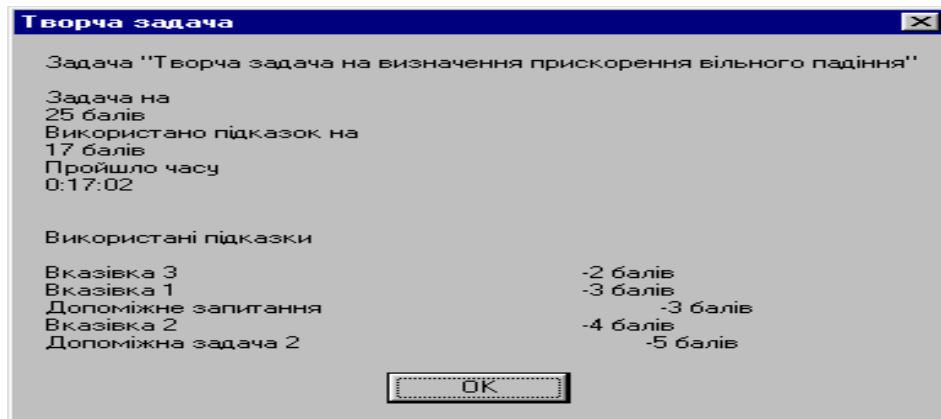 Творча задача
Задача "Творча задача на визначення прискорення вільного падіння"
Задача на
25 балів
Використано підказок на
17 балів
Пройшло часу
0:17:02
Використані підказки
Вказівка 3 -2 балів
Вказівка 1 -3 балів
Допоміжне запитання -3 балів
Вказівка 2 -4 балів
Допоміжна задача 2 -5 балів
OK